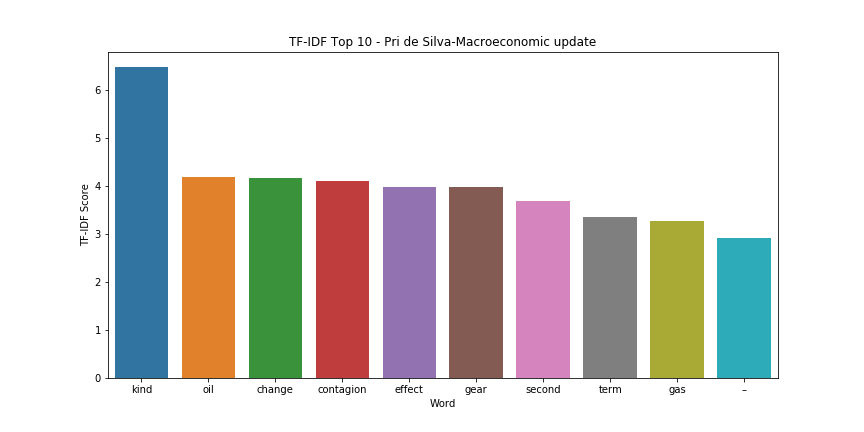 TF-IDF Top 10 - Pri de Silva-Macroeconomic update
TF-IDF Score
6
5
4
3
2
1
0
kind oil change contagion effect gear second term gas –
Word